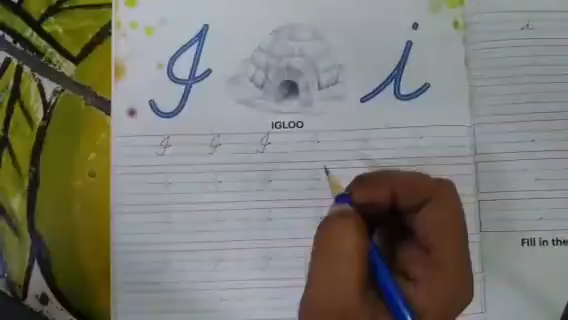 I i
IGLOO
I I I
i
Fill in the